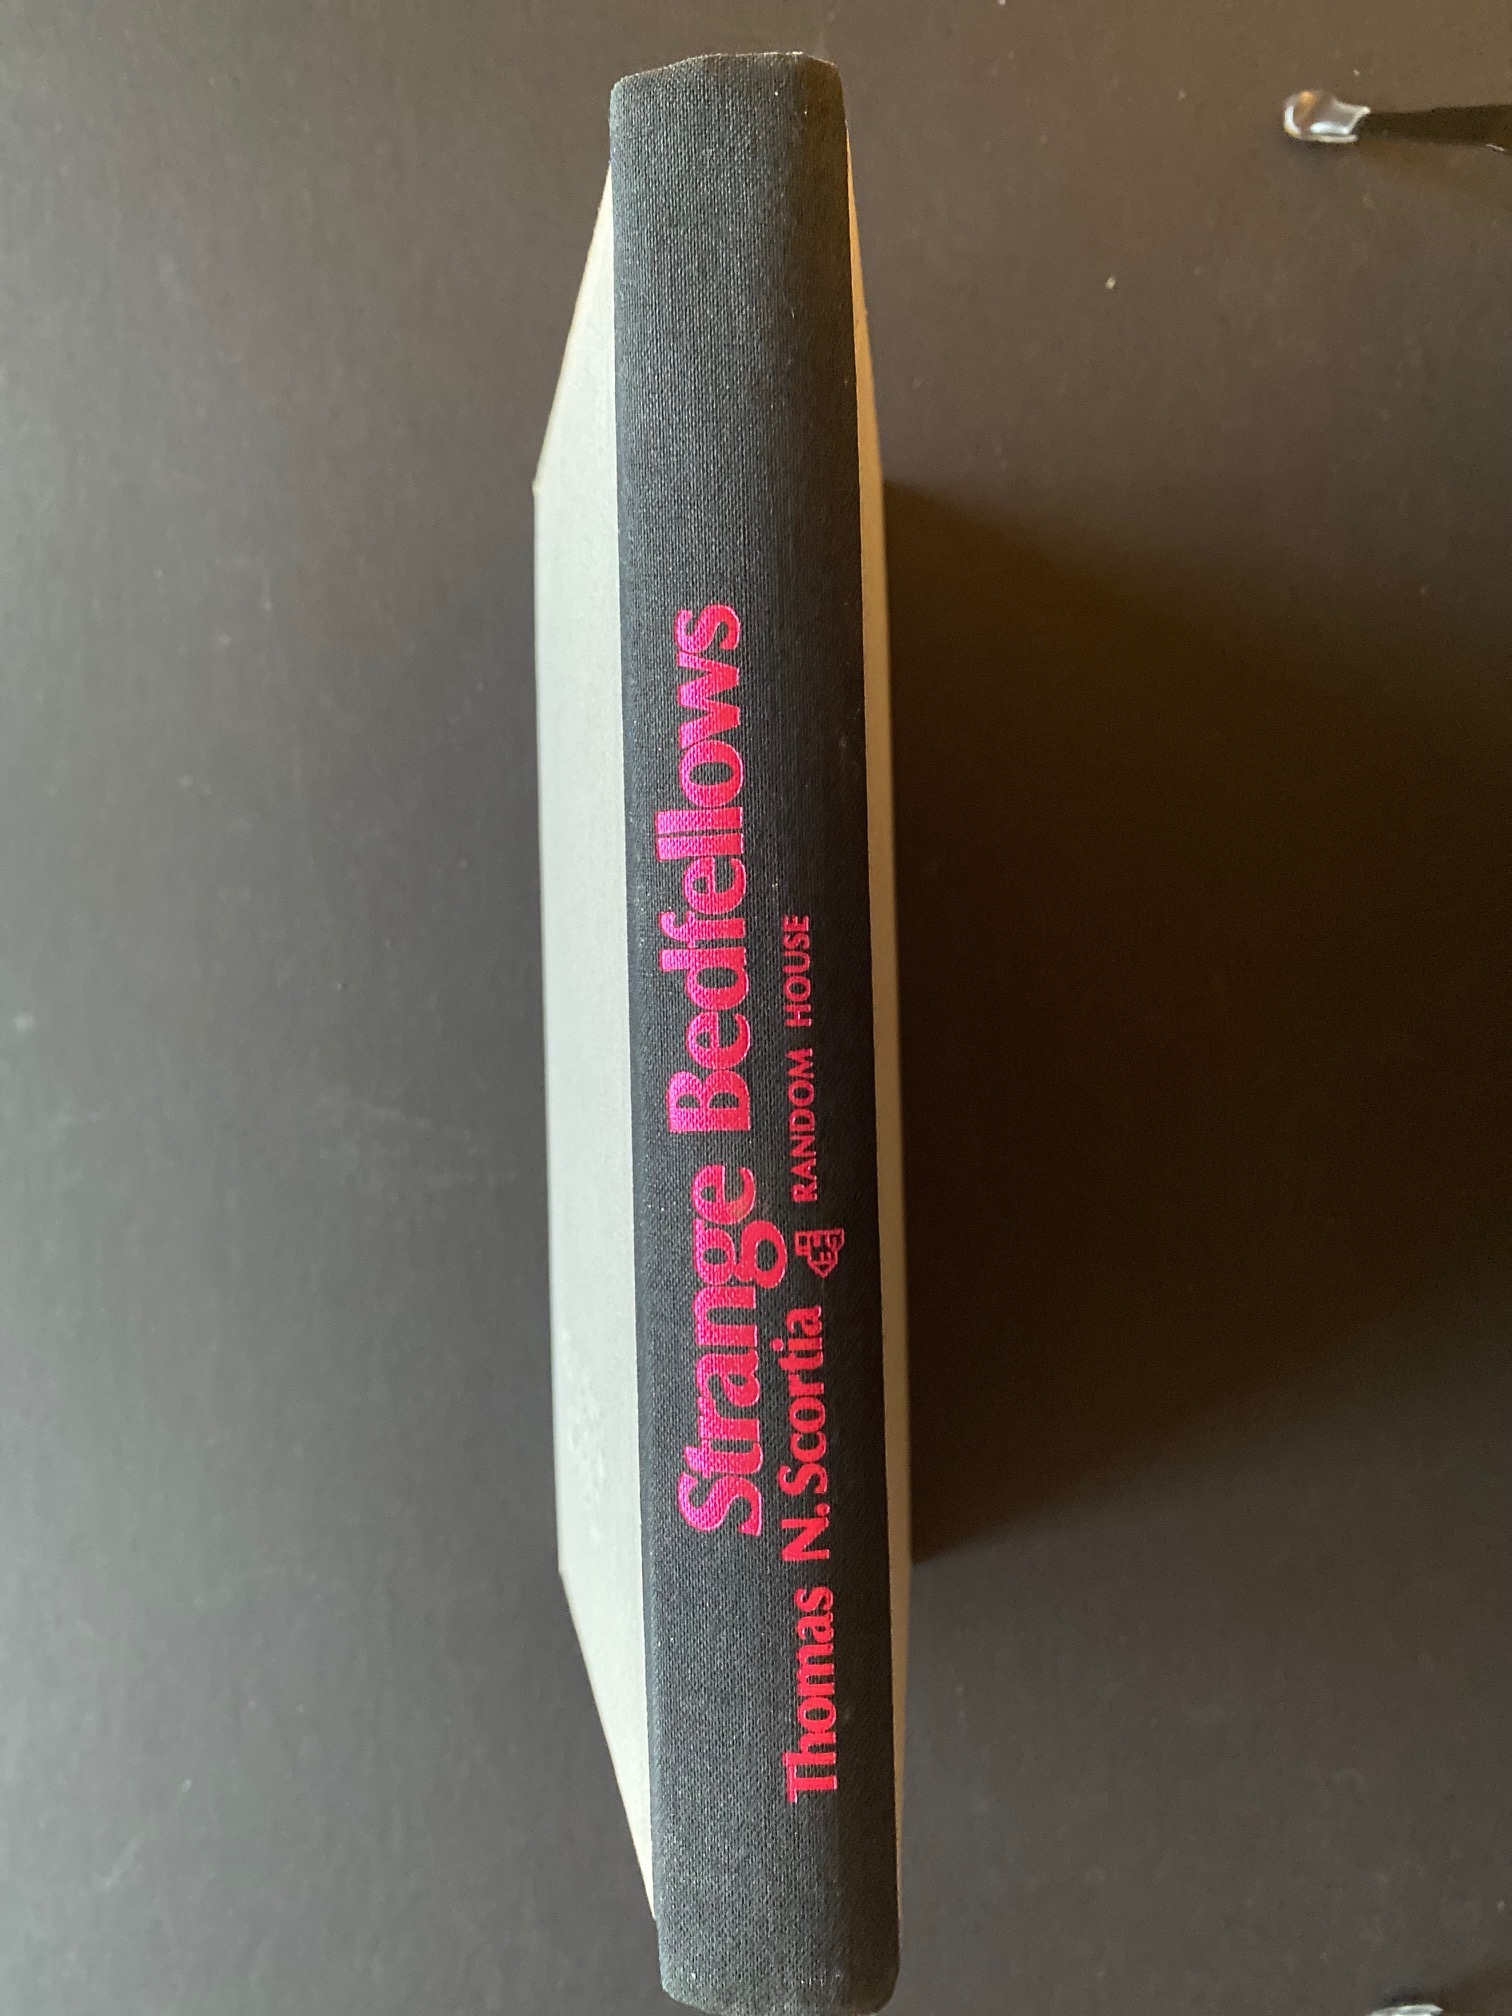 Strange Bedfellows
Thomas N. Scortia RANDOM HOUSE